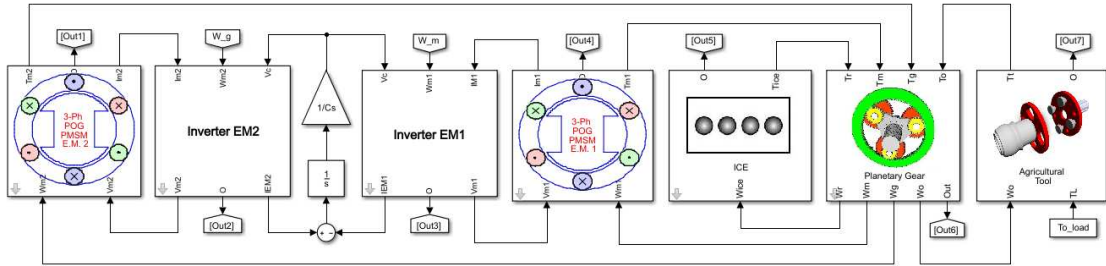 [Out1]
W_g
W_m
[Out4]
[Out5]
[Out7]
Tm2
O
Im2
Im2
Wm2
Vc
Vc
Wm1
IM1
Im1
O
Tm1
O
Tice
Tr
Tm
Tg
To
Tt
O
3-Ph
POG
PMSM
E.M. 2
Inverter EM2
1/Cs
Inverter EM1
3-Ph
POG
PMSM
E.M. 1
ICE
Planetary Gear
Agricultural
Tool
1
s
Wm2
Vm2
Vm2
O
IEM2
IEM1
O
Vm1
Vm1
Wm1
Wice
Wr
Wm
Wg
Wo
Out
Wo
TL
[Out2]
+ -
[Out3]
[Out6]
To_load